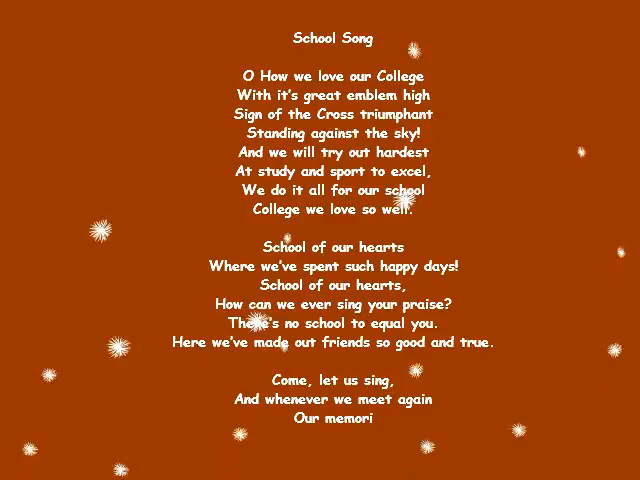 School Song
O How we love our College
With it's great emblem high
Sign of the Cross triumphant
Standing against the sky!
And we will try out hardest
At study and sport to excel,
We do it all for our school
College we love so well.
School of our hearts
Where we've spent such happy days!
School of our hearts,
How can we ever sing your praise?
There's no school to equal you.
Here we've made out friends so good and true.
Come, let us sing,
And whenever we meet again
Our memori